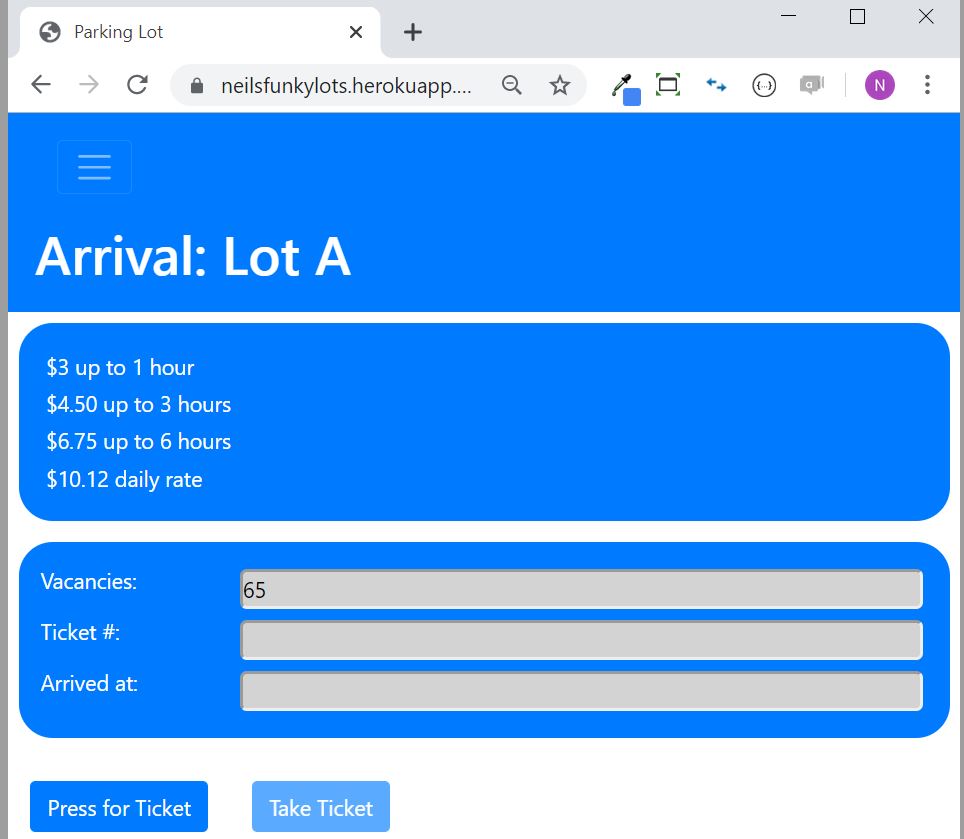 Parking Lot
neilsfunkylots.herokuapp....
N
Arrival: Lot A
$3 up to 1 hour
$4.50 up to 3 hours
$6.75 up to 6 hours
$10.12 daily rate
Vacancies: 65
Ticket #:
Arrived at:
Press for Ticket Take Ticket